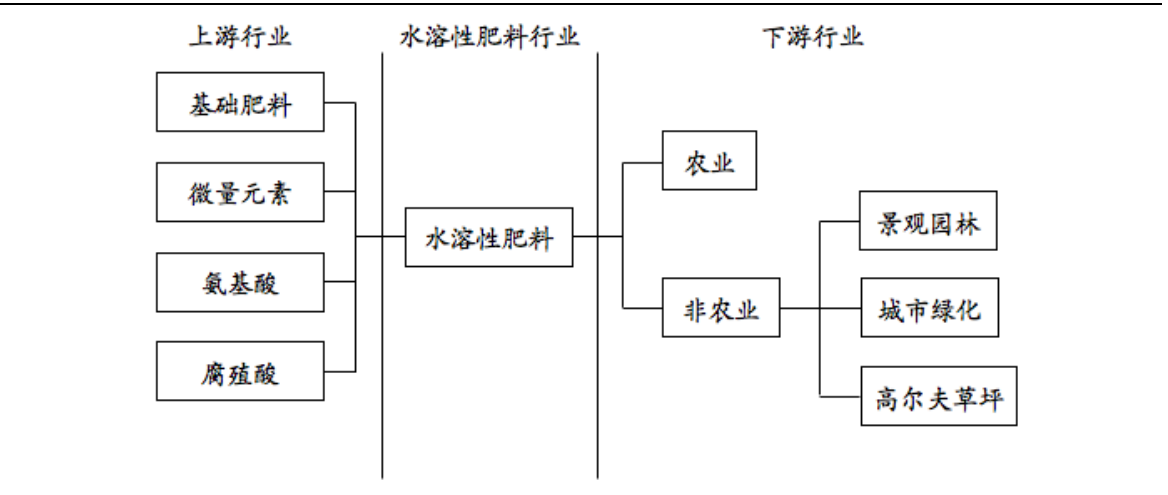 上游行业
水溶性肥料行业
下游行业
基础肥料
微量元素
氨基酸
腐殖酸
水溶性肥料
农业
非农业
景观园林
城市绿化
高尔夫草坪